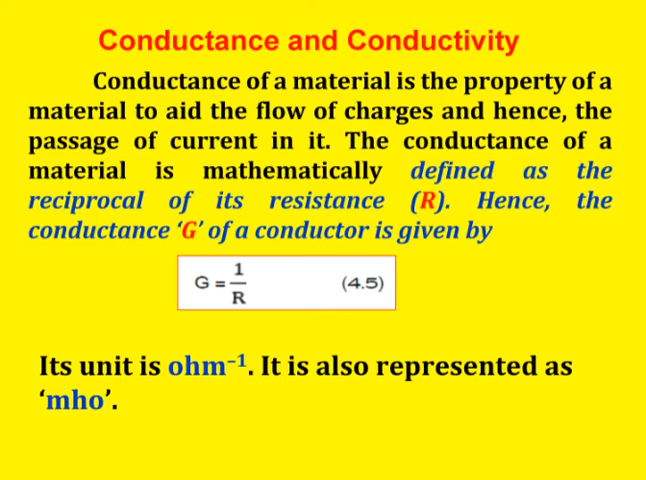 Conductance and Conductivity
Conductance of a material is the property of a
material to aid the flow of charges and hence, the
passage of current in it. The conductance of a
material is mathematically defined as the
reciprocal of its resistance (R). Hence, the
conductance ‘G’ of a conductor is given by
G = 1/R (4.5)
Its unit is ohm⁻¹. It is also represented as
‘mho’.